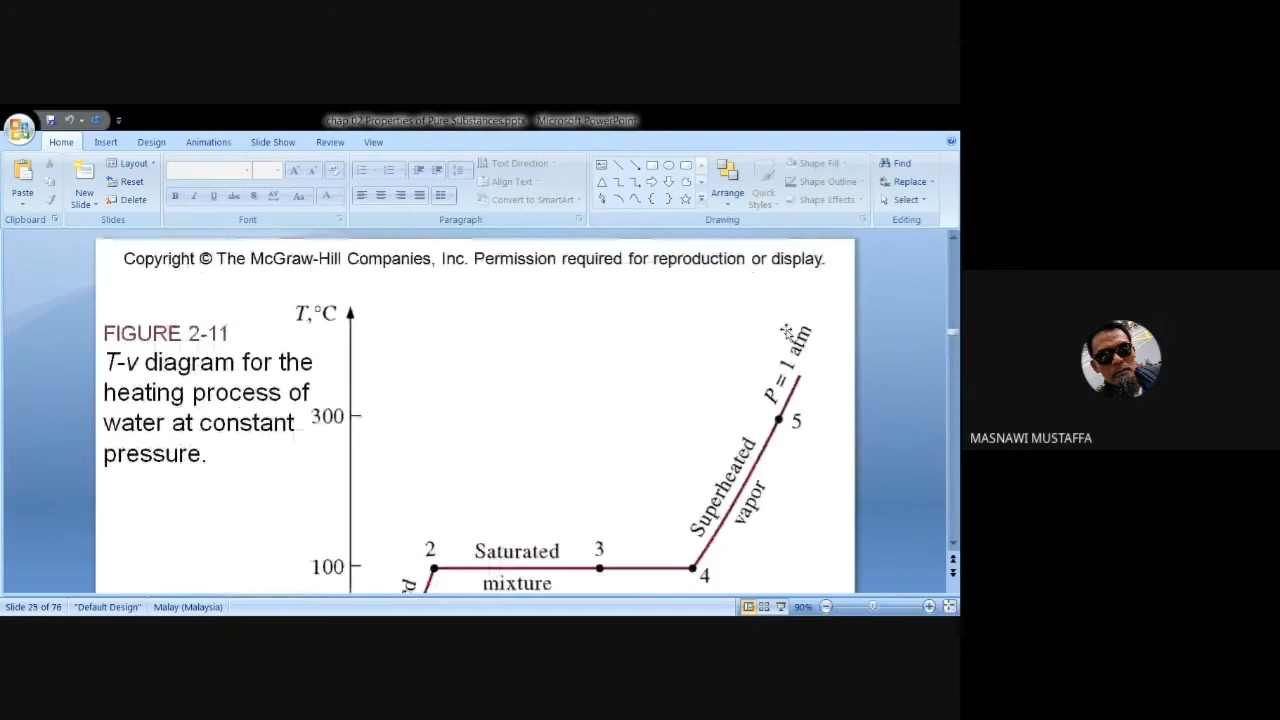 chap 02 Properties of Pure Substances.pptx - Microsoft PowerPoint
Home Insert Design Animations Slide Show Review View
Paste
Clipboard
New
Slide
Layout
Reset
Delete
Slides
B I U abc S AV Aa A
Font
Text Direction
Align Text
Convert to SmartArt
Paragraph
Arrange
Quick
Styles
Shape Fill
Shape Outline
Shape Effects
Drawing
Find
Replace
Select
Editing
Copyright © The McGraw-Hill Companies, Inc. Permission required for reproduction or display.
FIGURE 2-11
T-v diagram for the
heating process of
water at constant
pressure.
T,°C
300
100
2
Saturated
mixture
3
4
Superheated
vapor
5
P = 1 atm
MASNAWI MUSTAFFA
Slide 25 of 76 "Default Design" Malay (Malaysia) 90%